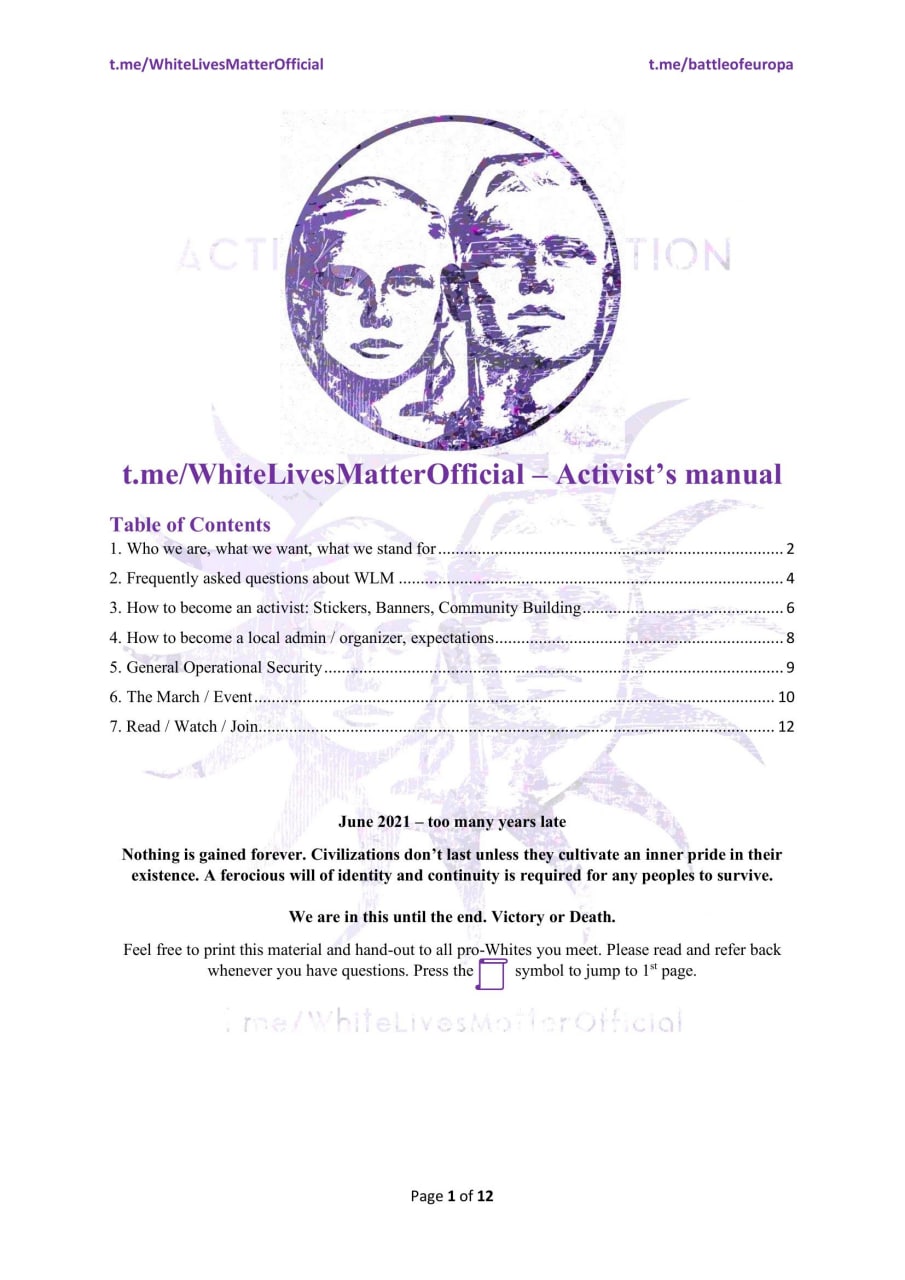 t.me/WhiteLivesMatterOfficial t.me/battleofeuropa
ACTI TION
t.me/WhiteLivesMatterOfficial – Activist’s manual
Table of Contents
1. Who we are, what we want, what we stand for 2
2. Frequently asked questions about WLM 4
3. How to become an activist: Stickers, Banners, Community Building 6
4. How to become a local admin / organizer, expectations 8
5. General Operational Security 9
6. The March / Event 10
7. Read / Watch / Join 12
June 2021 – too many years late
Nothing is gained forever. Civilizations don’t last unless they cultivate an inner pride in their
existence. A ferocious will of identity and continuity is required for any peoples to survive.
We are in this until the end. Victory or Death.
Feel free to print this material and hand-out to all pro-Whites you meet. Please read and refer back
whenever you have questions. Press the symbol to jump to 1st page.
t.me/WhiteLivesMatterOfficial
Page 1 of 12